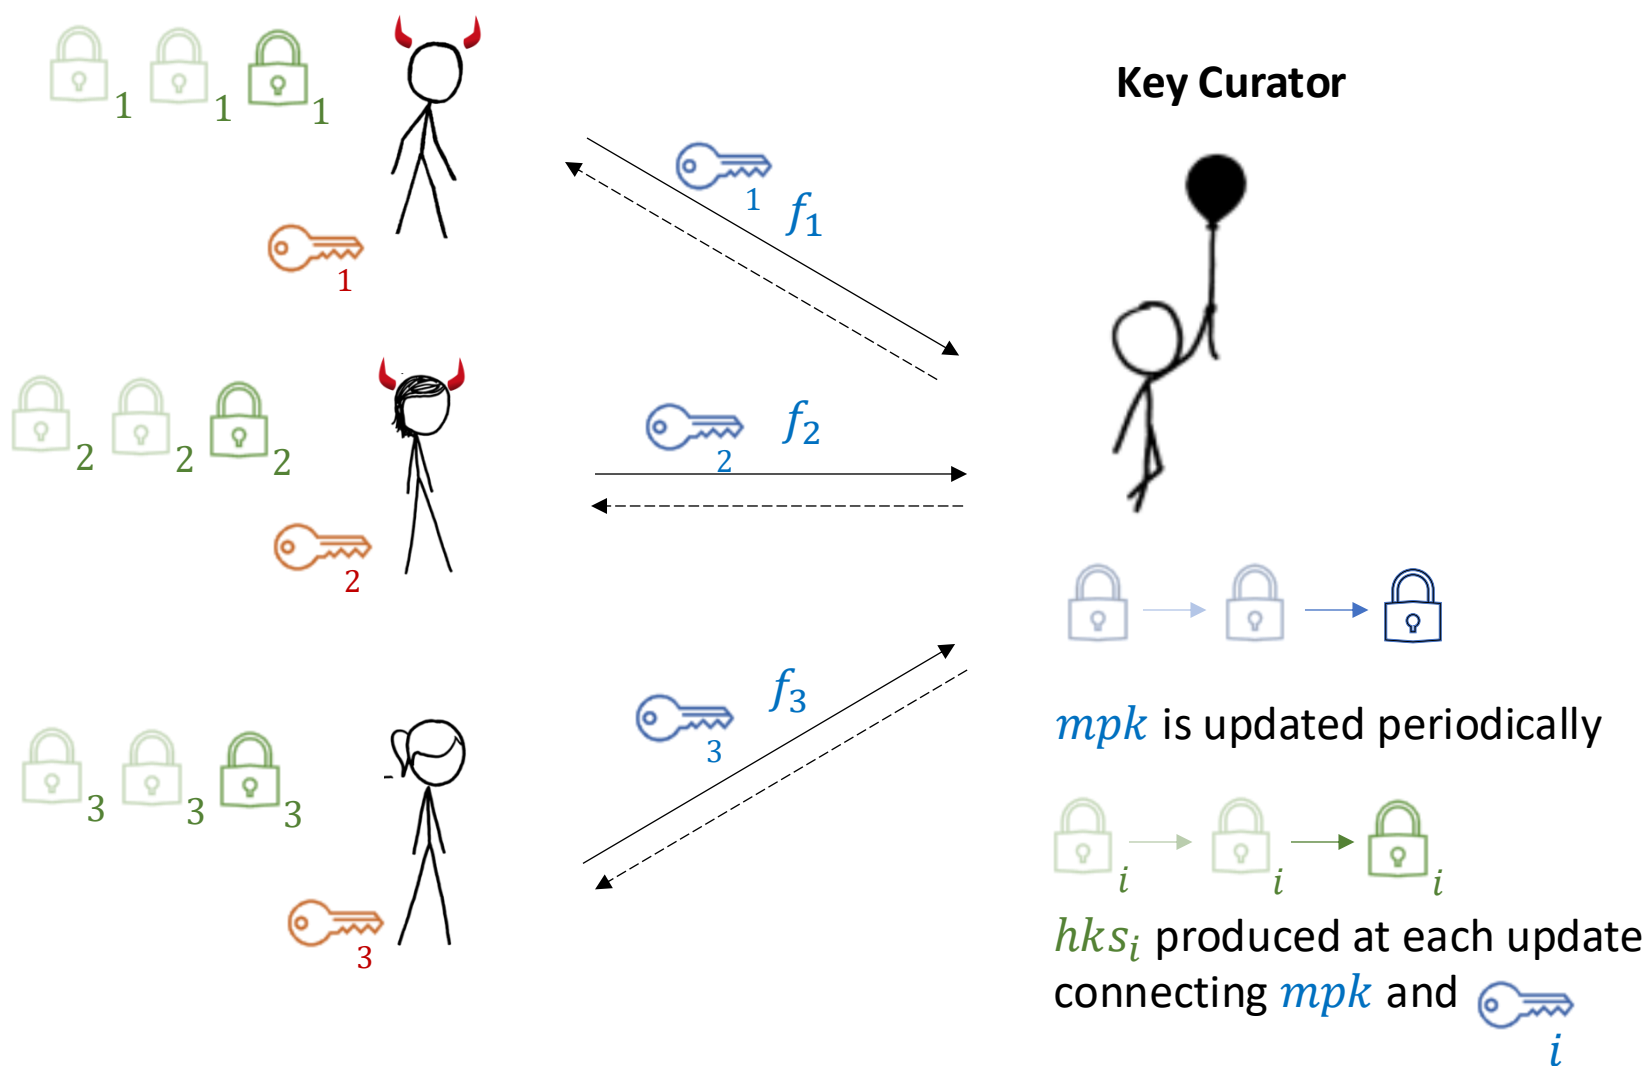 1 1 1
Key Curator
1 f₁
1
2 2 2
f₂
2
2
mpk is updated periodically
f₃
3
3 3 3
3
i i i
hksᵢ produced at each update
connecting mpk and
i